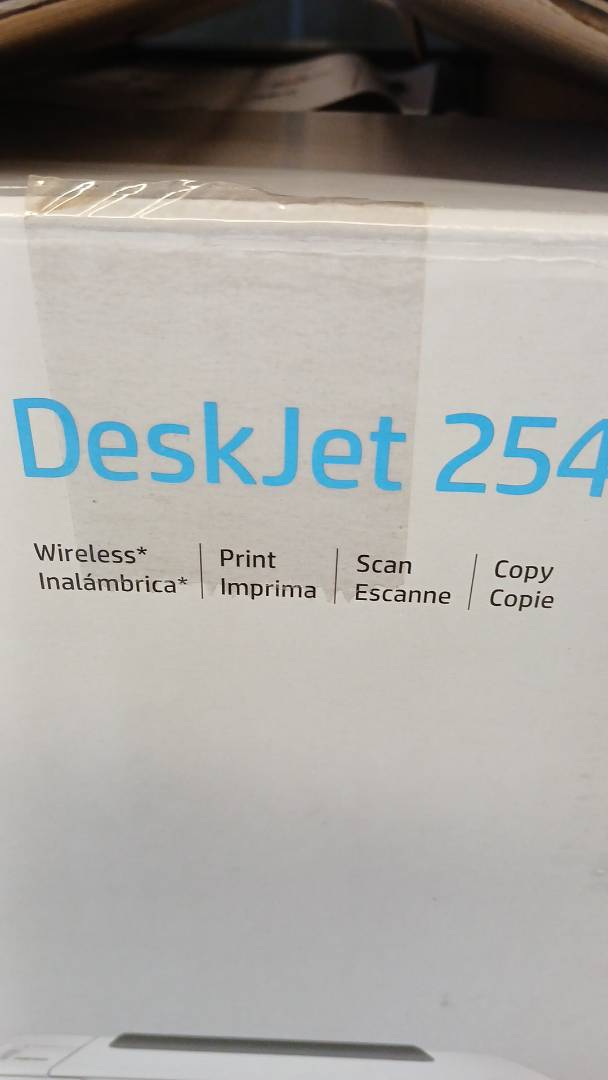 DeskJet 254
Wireless* Print Scan Copy
Inalámbrica* Imprima Escanne Copie